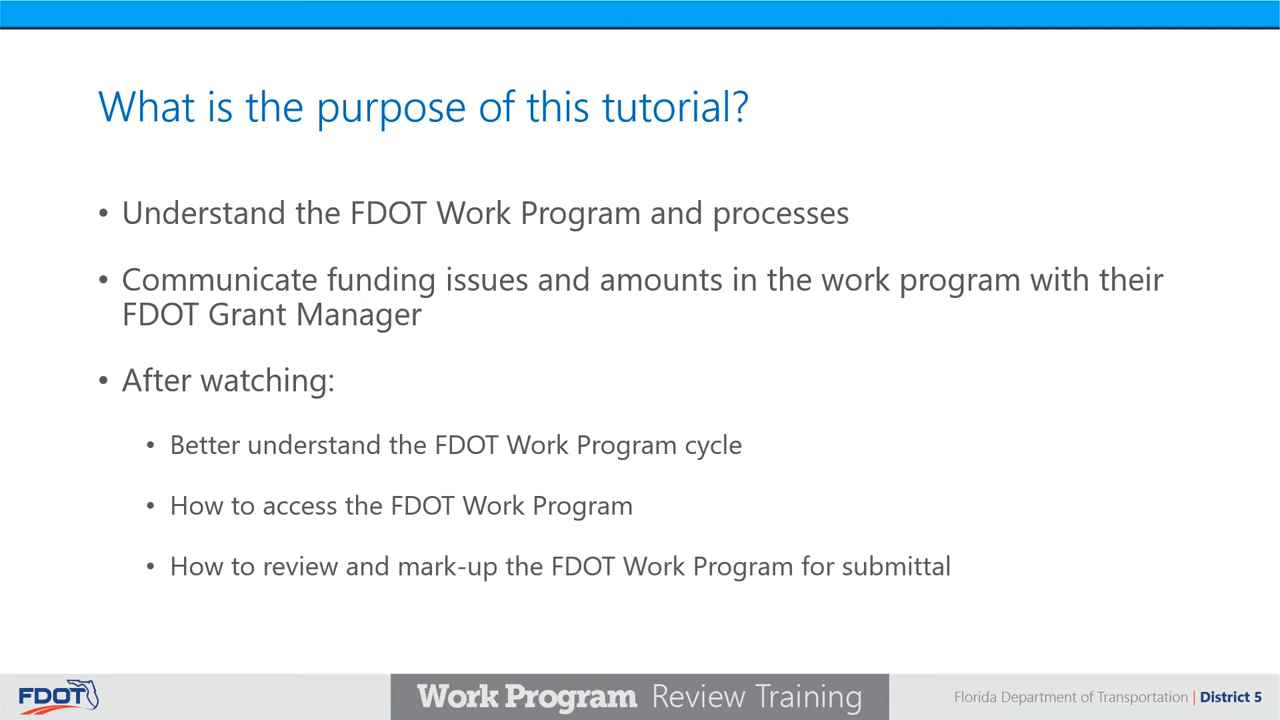 What is the purpose of this tutorial?
• Understand the FDOT Work Program and processes
• Communicate funding issues and amounts in the work program with their
FDOT Grant Manager
• After watching:
• Better understand the FDOT Work Program cycle
• How to access the FDOT Work Program
• How to review and mark-up the FDOT Work Program for submittal
FDOT
Work Program Review Training
Florida Department of Transportation | District 5